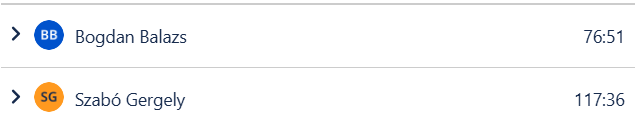 BB Bogdan Balazs 76:51
SG Szabó Gergely 117:36